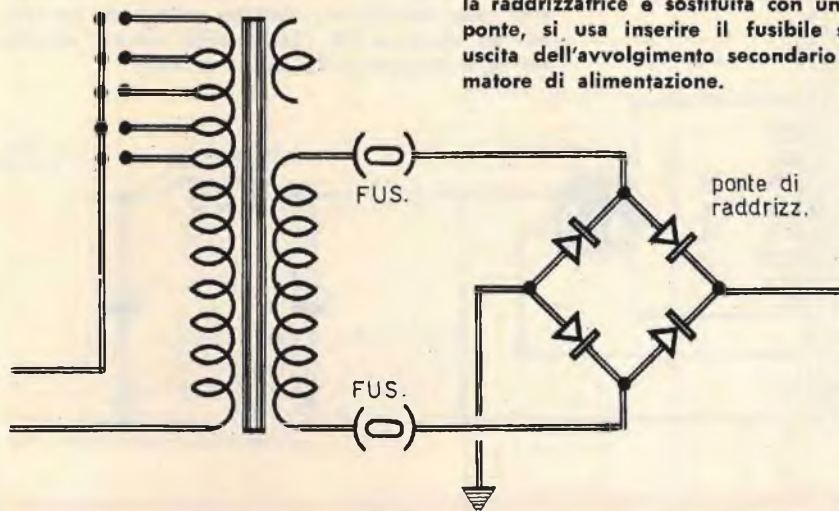 la raddrizzatrice è sostituita con un
ponte, si usa inserire il fusibile s
uscita dell'avvolgimento secondario
matore di alimentazione.
FUS.
ponte di
raddrizz.
FUS.